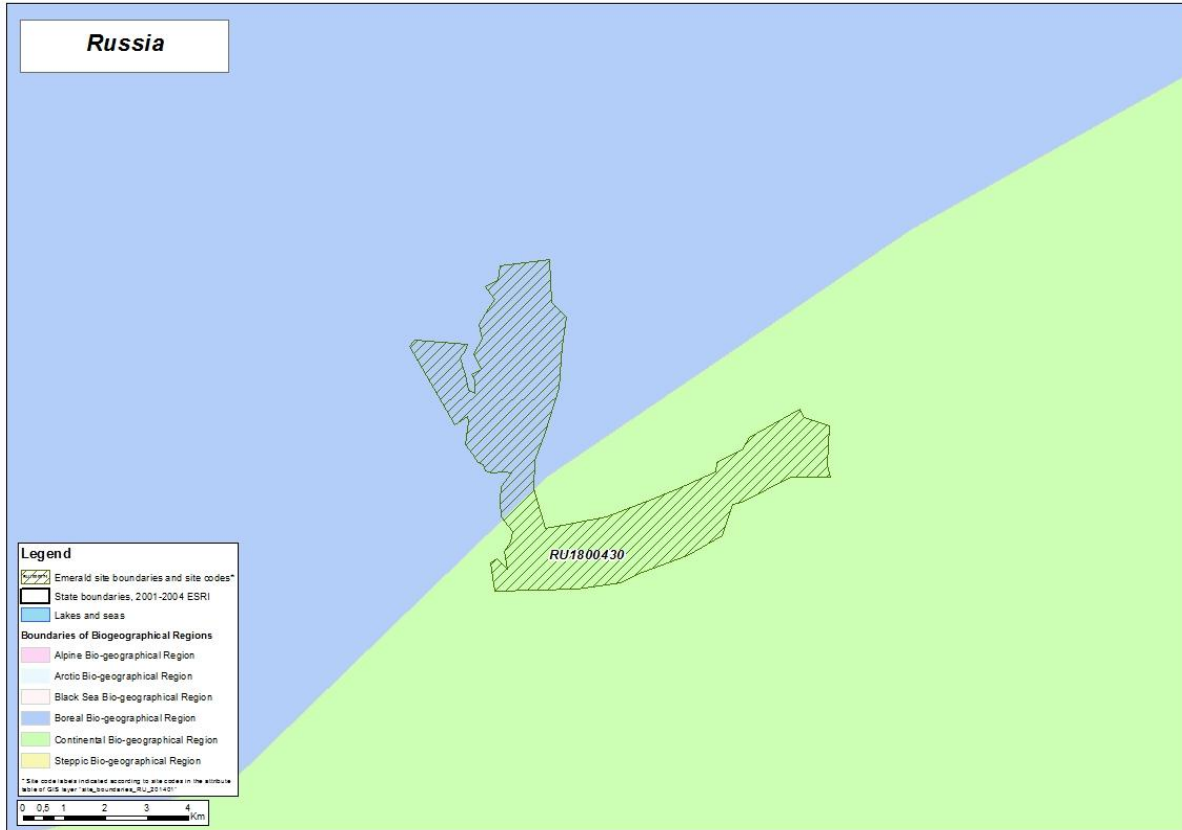 Russia
RU1800430
Legend
Emerald site boundaries and site codes*
State boundaries, 2001-2004 ESRI
Lakes and seas
Boundaries of Biogeographical Regions
Alpine Bio-geographical Region
Arctic Bio-geographical Region
Black Sea Bio-geographical Region
Boreal Bio-geographical Region
Continental Bio-geographical Region
Steppic Bio-geographical Region
* Site code labels indicated according to site codes in the attribute
table of GIS layer "site_boundaries_RU_201401"
0 0,5 1 2 3 4
Km